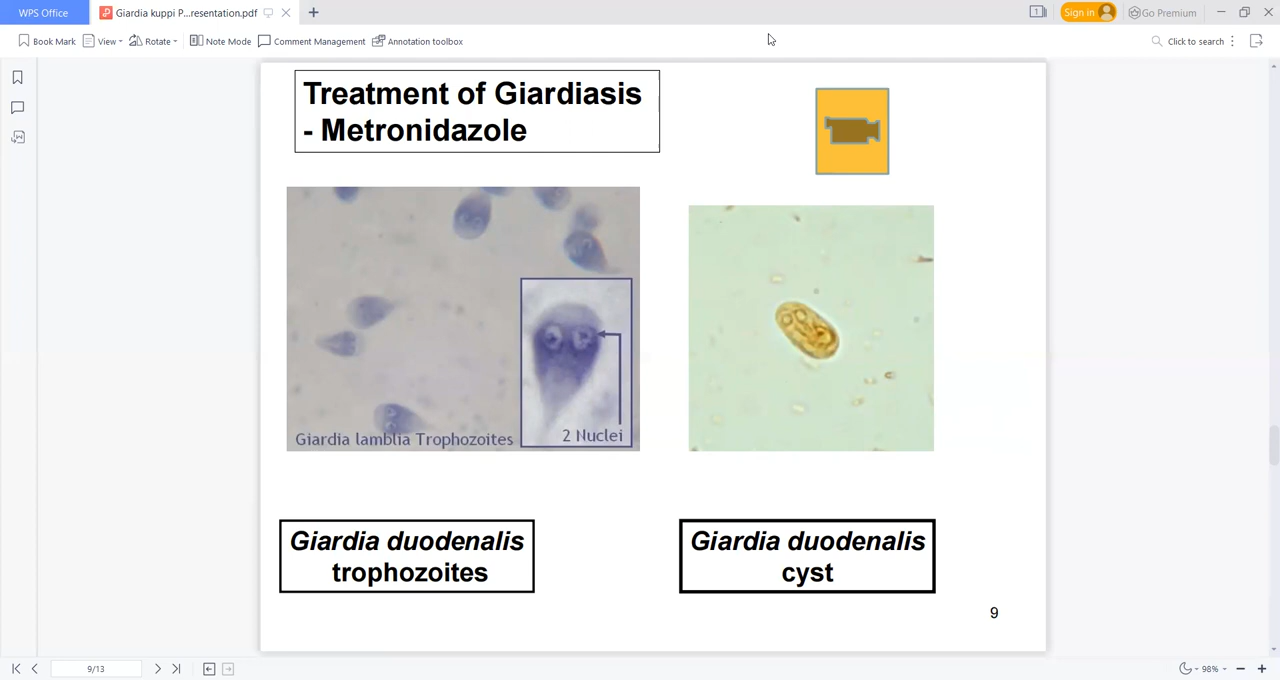 WPS Office
Giardia kuppi P...resentation.pdf
1
Sign in
Go Premium
Book Mark
View
Rotate
Note Mode
Comment Management
Annotation toolbox
Click to search
Treatment of Giardiasis
- Metronidazole
Giardia lamblia Trophozoites
2 Nuclei
Giardia duodenalis
trophozoites
Giardia duodenalis
cyst
9
9/13
98%